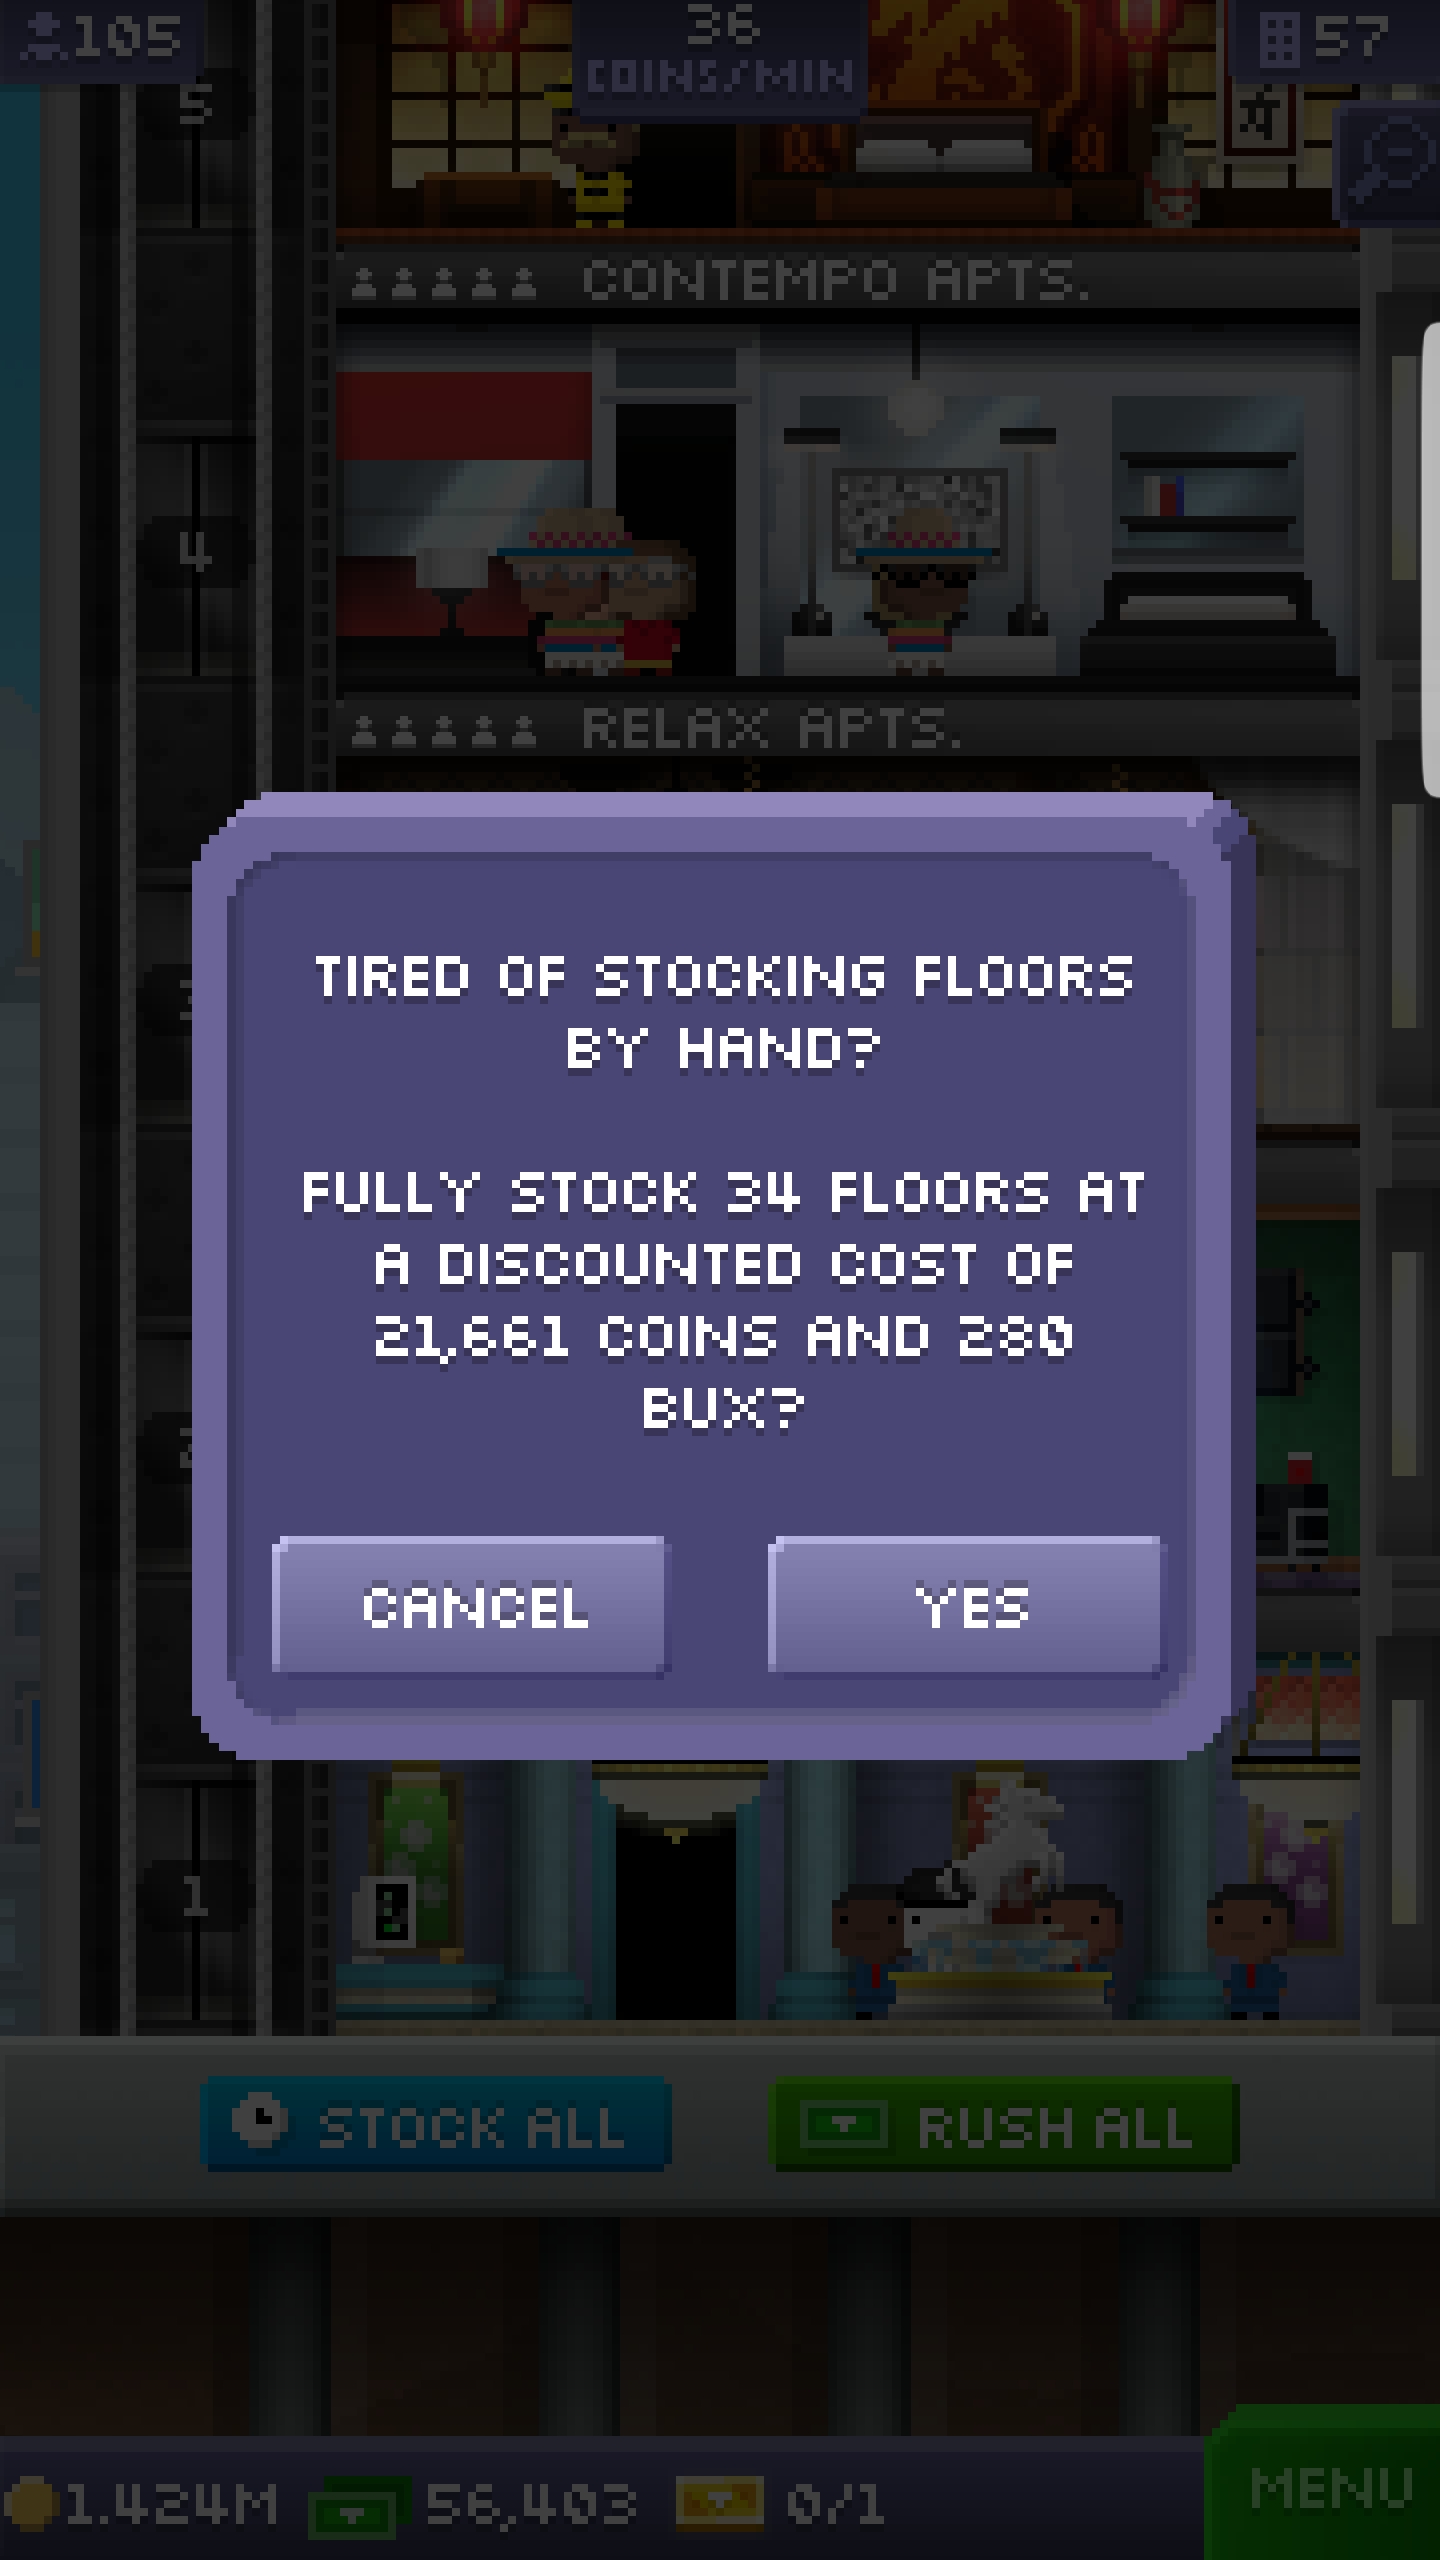 105
36
COINS/MIN
57
5
CONTEMPO APTS.
4
RELAX APTS.
TIRED OF STOCKING FLOORS
BY HAND?
FULLY STOCK 34 FLOORS AT
A DISCOUNTED COST OF
21,661 COINS AND 280
BUX?
CANCEL
YES
1
STOCK ALL
RUSH ALL
1.424M
56,403
0/1
MENU